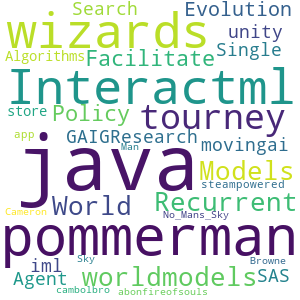 Search Evolution
wizards unity
Algorithms Facilitate Single
Interactml
store Policy tourney
GAIGResearch movingai
app Man Models
java steampowered
World Recurrent
Cameron No_Mans_Sky
pommerman
iml Sky Browne
Agent worldmodels SAS
cambolbro abonfireofsouls